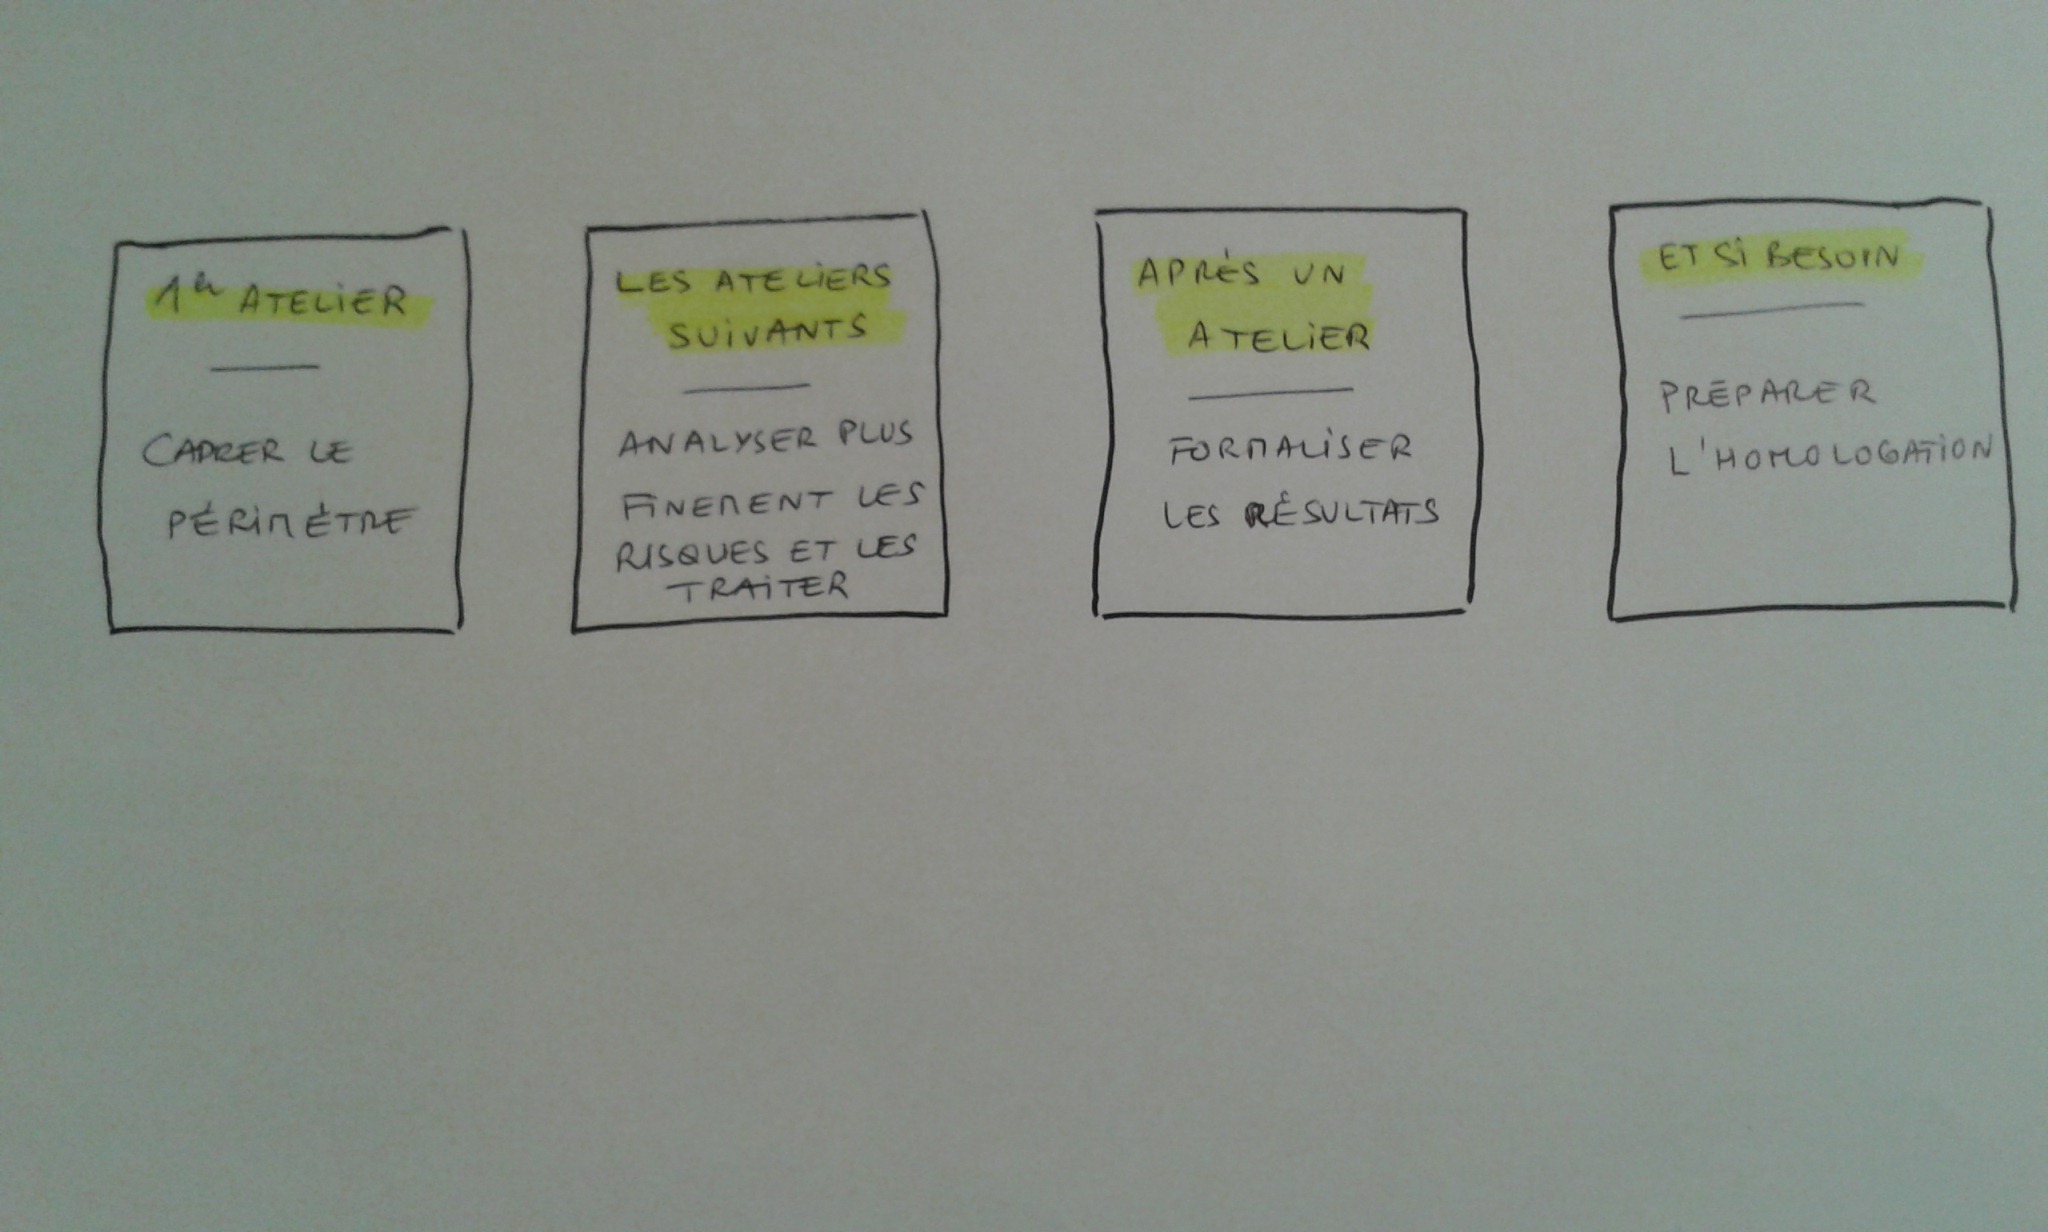 1er ATELIER
CADRER LE
PÉRIMÈTRE
LES ATELIERS
SUIVANTS
ANALYSER PLUS
FINEMENT LES
RISQUES ET LES
TRAITER
APRÈS UN
ATELIER
FORMALISER
LES RÉSULTATS
ET SI BESOIN
PRÉPARER
L'HOMOLOGATION